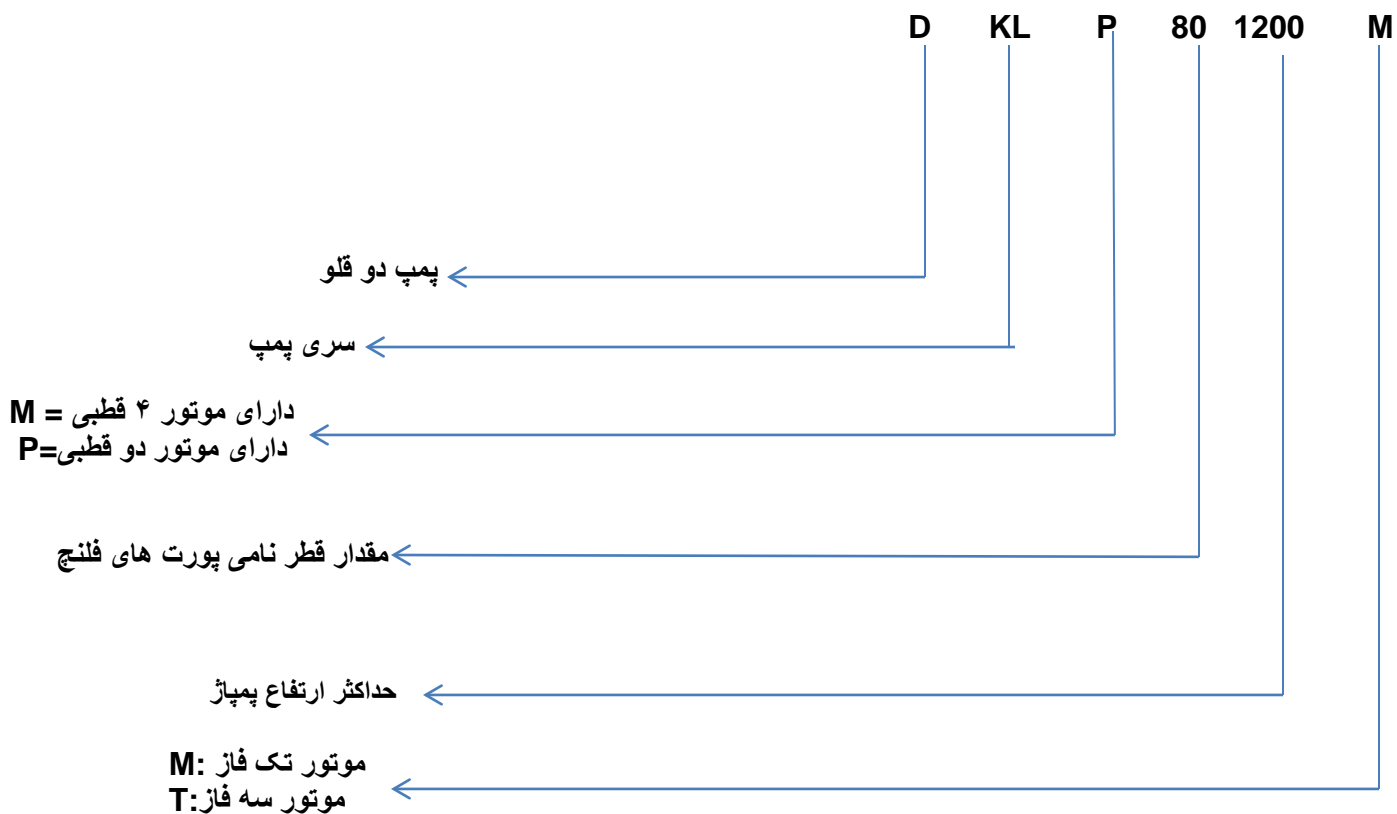 D KL P 80 1200 M
پمپ دو قلو
سری پمپ
دارای موتور ۴ قطبی = M
دارای موتور دو قطبی=P
مقدار قطر نامی پورت های فلنچ
حداکثر ارتفاع پمپاژ
موتور تک فاز :M
موتور سه فاز:T